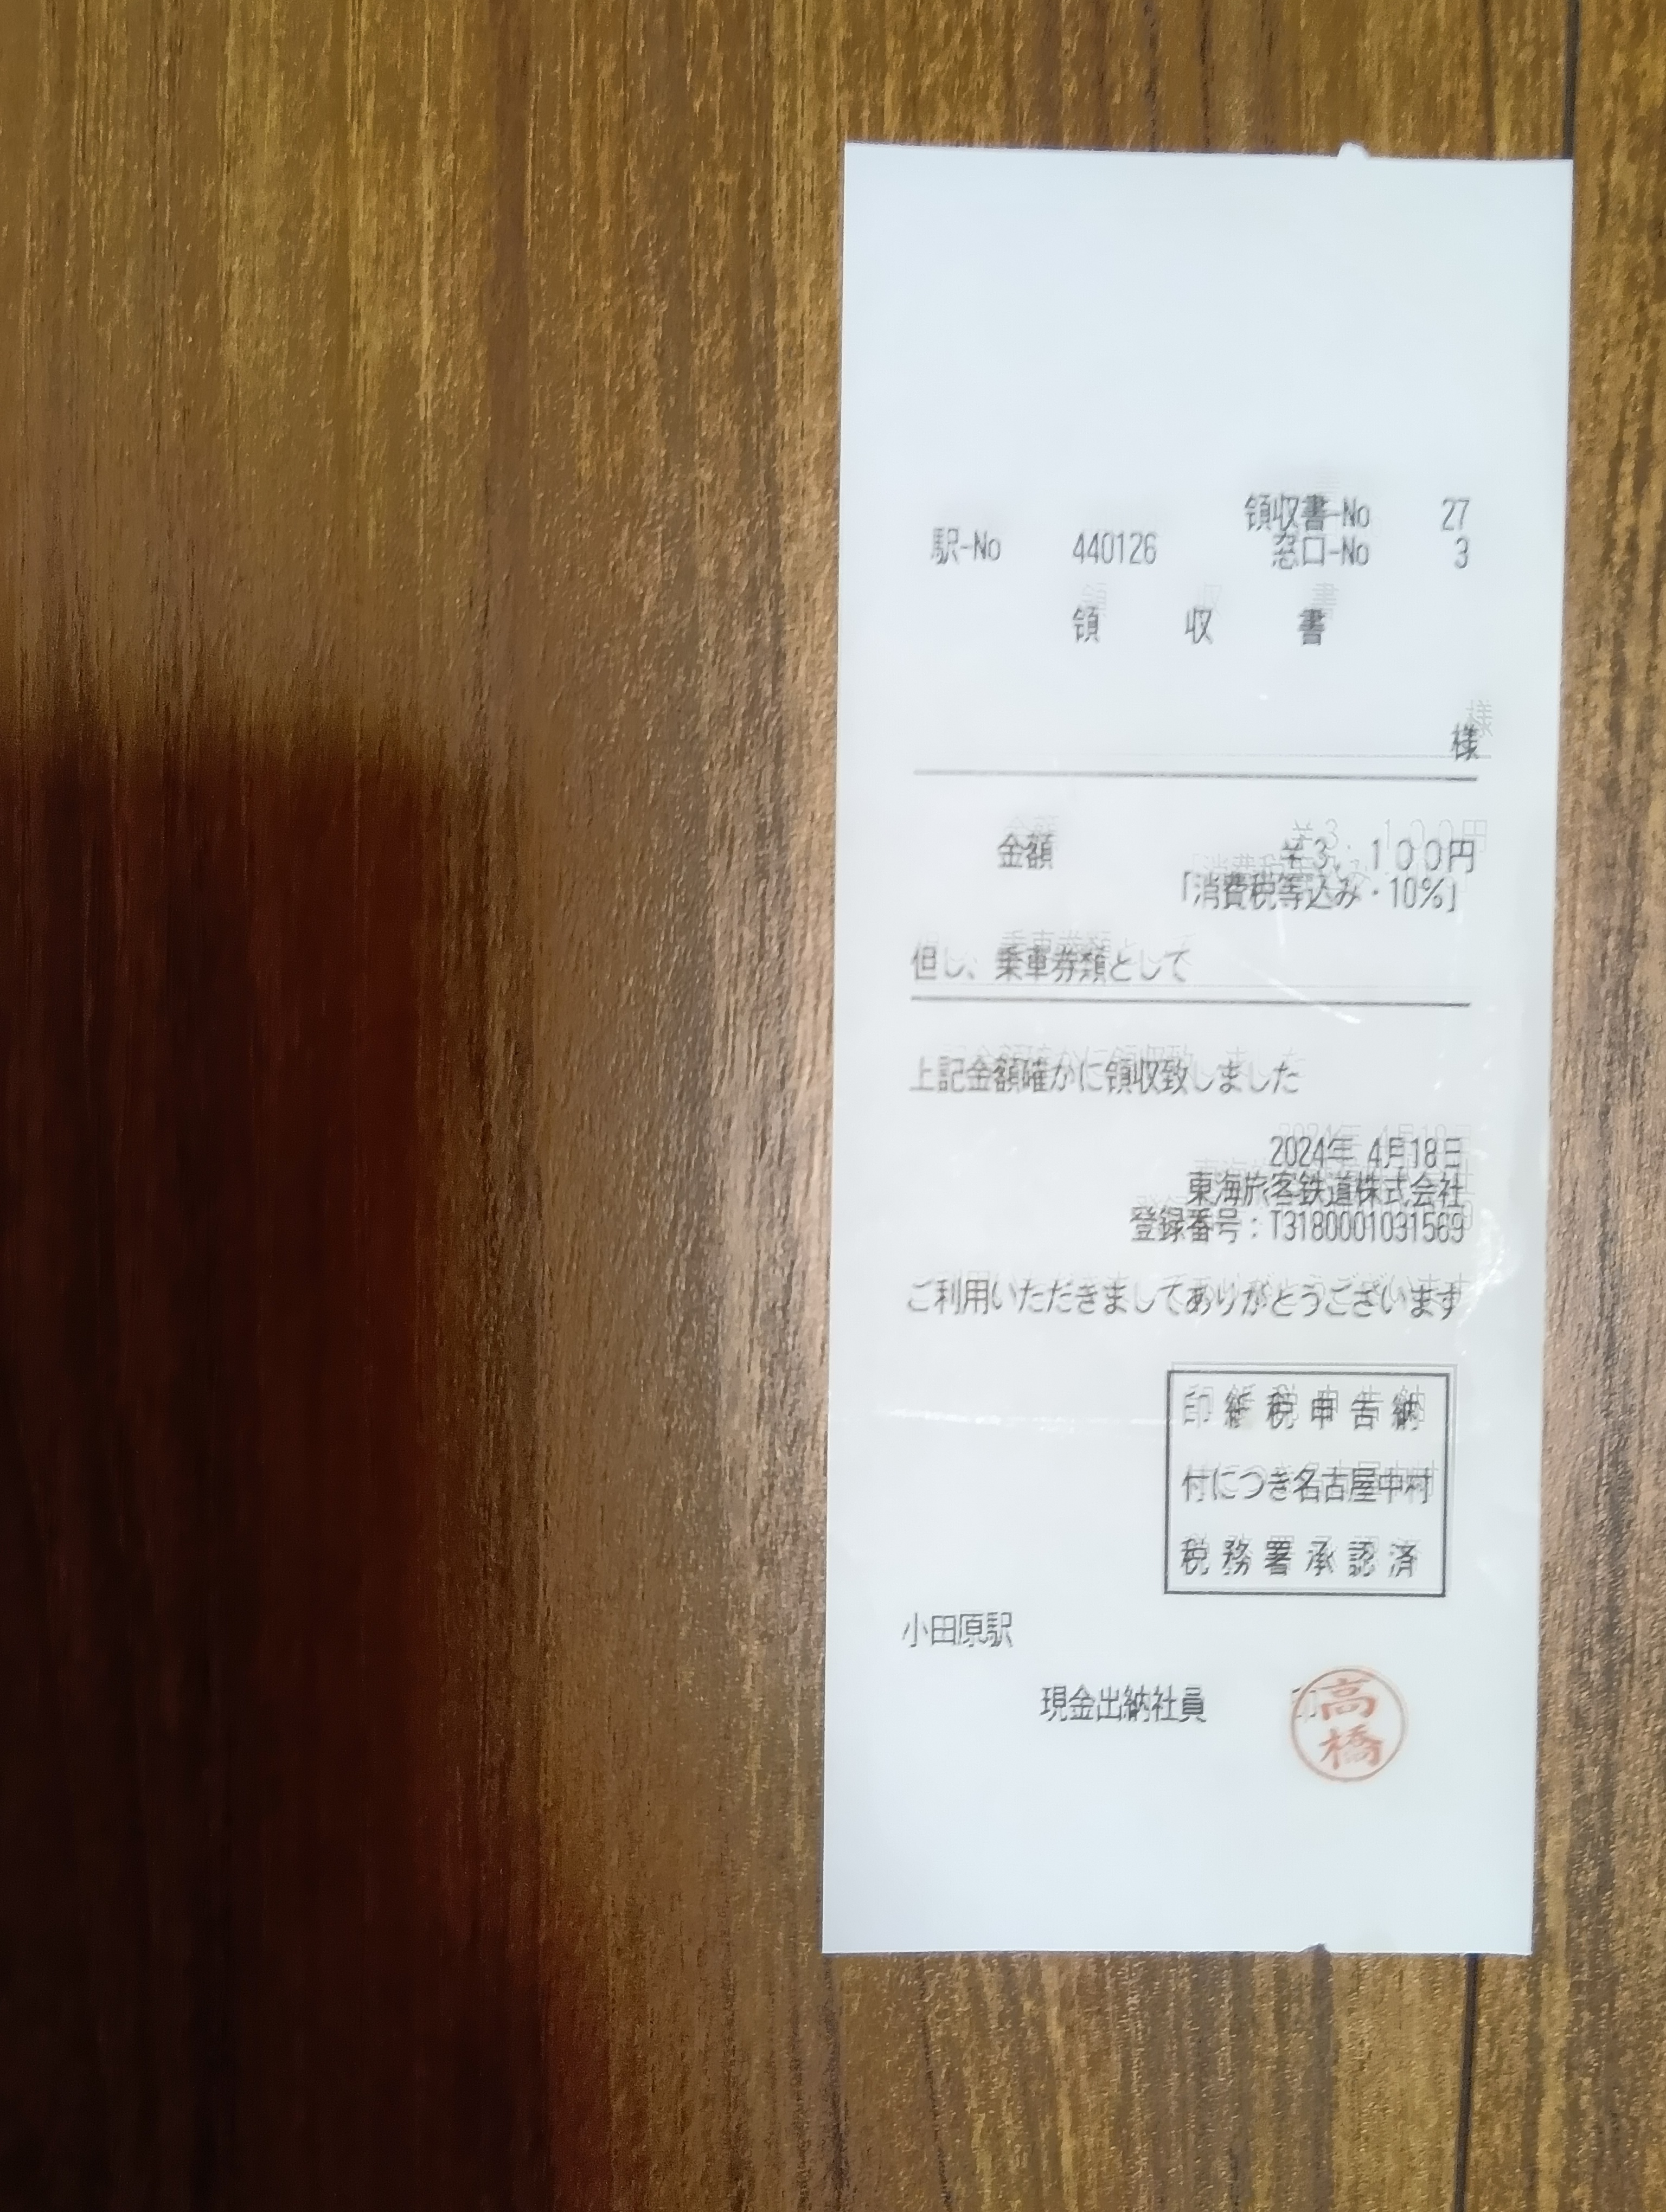 領収書-No 27
駅-No 440126 窓口-No 3
領収書
様
金額 ¥3,100円
「消費税等込み・10%」
但し、乗車券類として
上記金額確かに領収致しました
2024年 4月18日
東海旅客鉄道株式会社
登録番号：T3180001031569
ご利用いただきましてありがとうございます
印紙税申告納
付につき名古屋中村
税務署承認済
小田原駅
現金出納社員 印
高橋